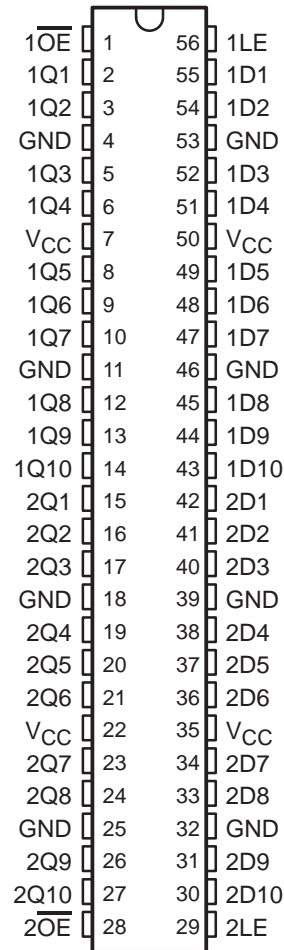 1O̅E̅ 1 56 1LE
1Q1 2 55 1D1
1Q2 3 54 1D2
GND 4 53 GND
1Q3 5 52 1D3
1Q4 6 51 1D4
VCC 7 50 VCC
1Q5 8 49 1D5
1Q6 9 48 1D6
1Q7 10 47 1D7
GND 11 46 GND
1Q8 12 45 1D8
1Q9 13 44 1D9
1Q10 14 43 1D10
2Q1 15 42 2D1
2Q2 16 41 2D2
2Q3 17 40 2D3
GND 18 39 GND
2Q4 19 38 2D4
2Q5 20 37 2D5
2Q6 21 36 2D6
VCC 22 35 VCC
2Q7 23 34 2D7
2Q8 24 33 2D8
GND 25 32 GND
2Q9 26 31 2D9
2Q10 27 30 2D10
2O̅E̅ 28 29 2LE